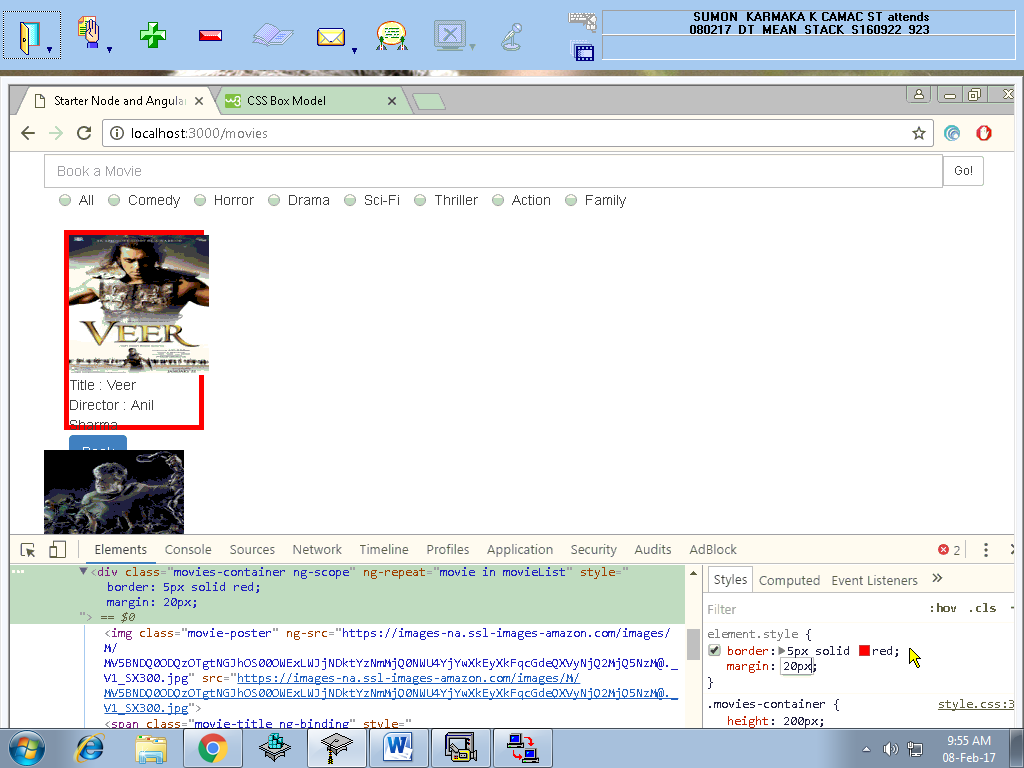 SUMON KARMAKA K CAMAC ST attends
080217 DT MEAN STACK S160922 923
Starter Node and Angula
CSS Box Model
localhost:3000/movies
Book a Movie
Go!
All Comedy Horror Drama Sci-Fi Thriller Action Family
VEER
Title : Veer
Director : Anil
Sharma
Book
Elements Console Sources Network Timeline Profiles Application Security Audits AdBlock
2
<div class="movies-container ng-scope" ng-repeat="movie in movieList" style="
border: 5px solid red;
margin: 20px;
"> == $0
<img class="movie-poster" ng-src="https://images-na.ssl-images-amazon.com/images/
M/
MV5BNDQ0ODQzOTgtNGJhOS00OWExLWJjNDktYzNmMjQ0NWU4YjYwXkEyXkFqcGdeQXVyNjQ2MjQ5NzM@._
V1_SX300.jpg" src="https://images-na.ssl-images-amazon.com/images/M/
MV5BNDQ0ODQzOTgtNGJhOS00OWExLWJjNDktYzNmMjQ0NWU4YjYwXkEyXkFqcGdeQXVyNjQ2MjQ5NzM@._
V1_SX300.jpg">
<span class="movie-title ng-binding" style="
Styles Computed Event Listeners »
Filter
:hov .cls
element.style {
border: 5px solid red;
margin: 20px;
}
.movies-container {
style.css:3
height: 200px;
9:55 AM
08-Feb-17